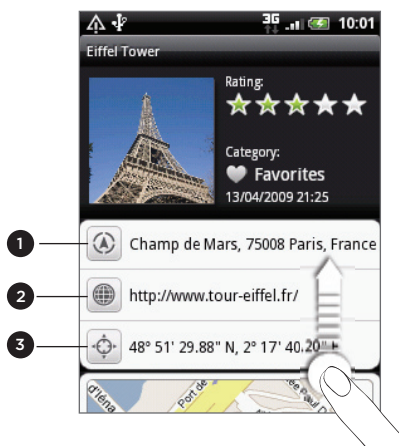 3G 10:01
Eiffel Tower
Rating:
Category:
Favorites
13/04/2009 21:25
1 Champ de Mars, 75008 Paris, France
2 http://www.tour-eiffel.fr/
3 48° 51' 29.88" N, 2° 17' 40.20"
d'Iéna
Port de